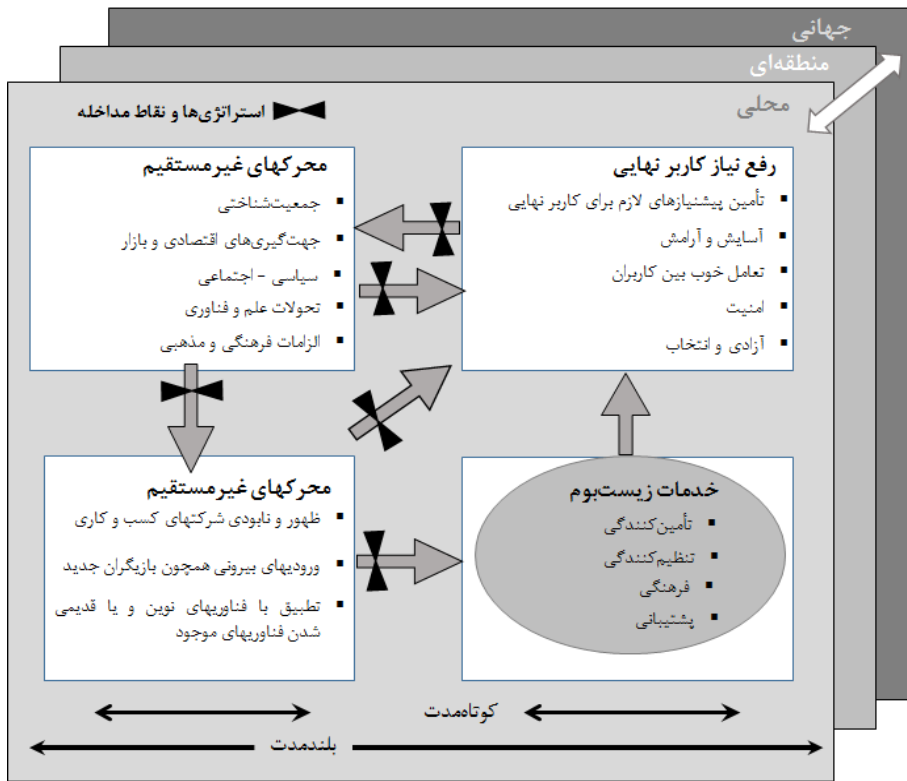 جهانی
منطقه‌ای
محلی
استراتژی‌ها و نقاط مداخله
رفع نیاز کاربر نهایی
▪ تأمین پیشنیازهای لازم برای کاربر نهایی
▪ آسایش و آرامش
▪ تعامل خوب بین کاربران
▪ امنیت
▪ آزادی و انتخاب
محرکهای غیرمستقیم
▪ جمعیت‌شناختی
▪ جهت‌گیری‌های اقتصادی و بازار
▪ سیاسی - اجتماعی
▪ تحولات علم و فناوری
▪ الزامات فرهنگی و مذهبی
خدمات زیست‌بوم
▪ تأمین‌کنندگی
▪ تنظیم‌کنندگی
▪ فرهنگی
▪ پشتیبانی
محرکهای غیرمستقیم
▪ ظهور و نابودی شرکتهای کسب و کاری
▪ ورودیهای بیرونی همچون بازیگران جدید
▪ تطبیق با فناوریهای نوین و یا قدیمی
شدن فناوریهای موجود
کوتاه‌مدت
بلندمدت